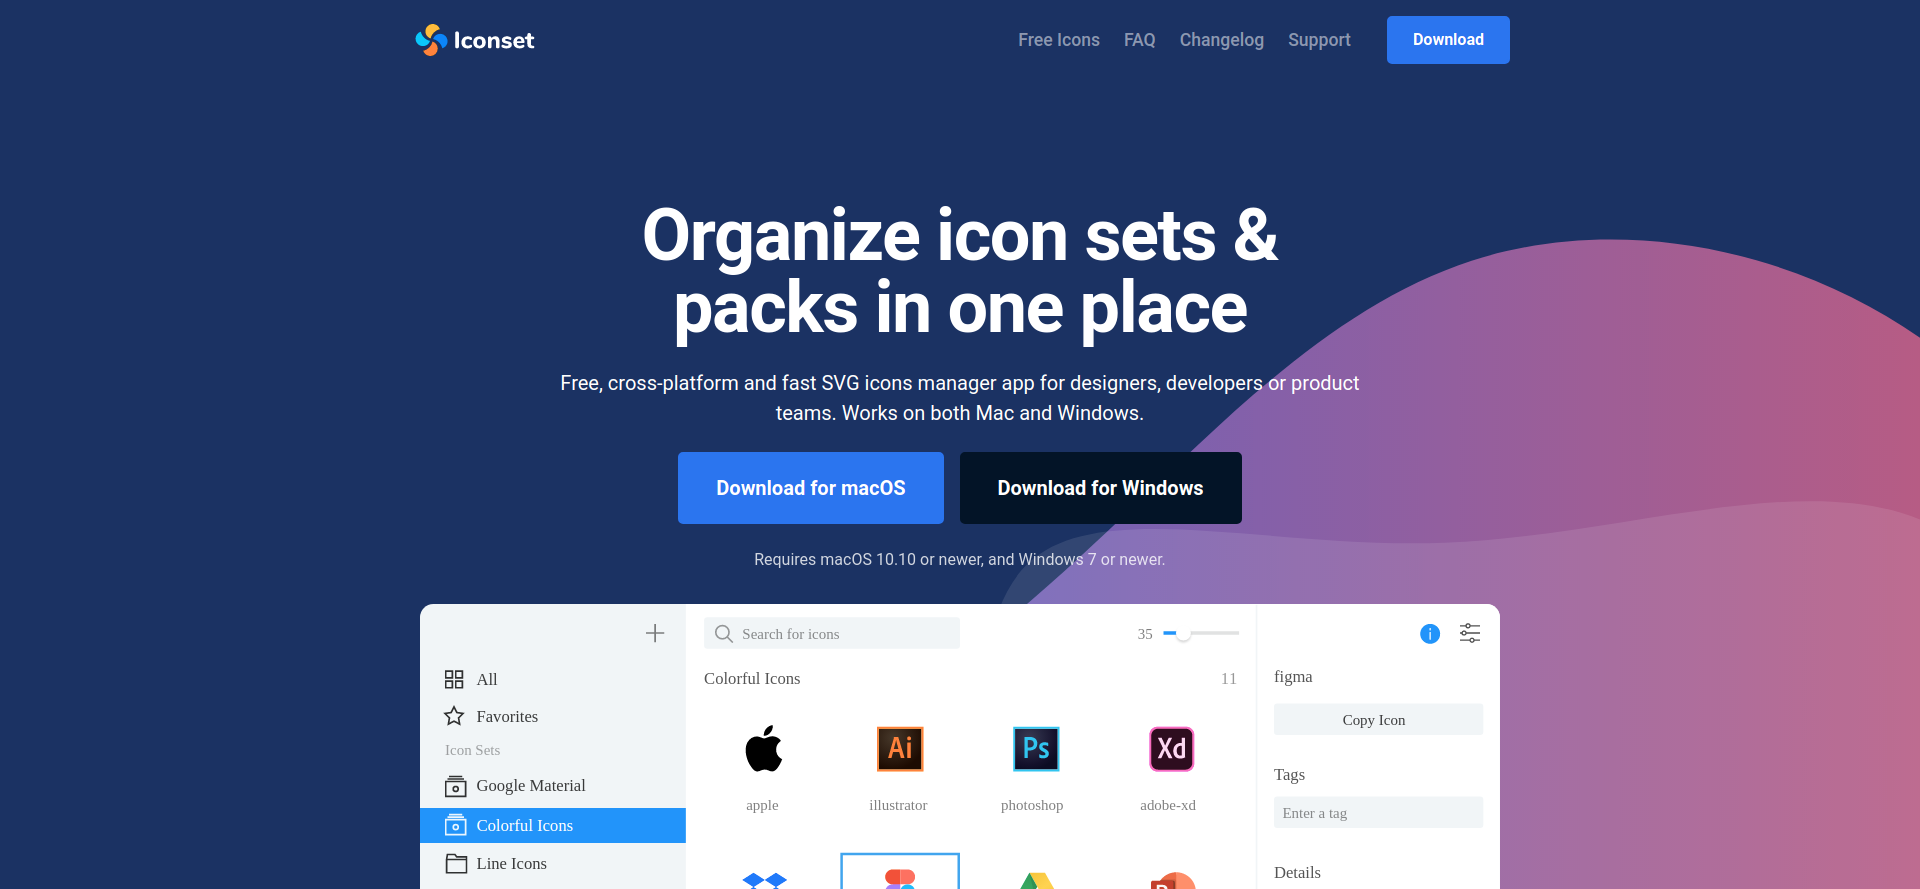 Iconset
Free Icons
FAQ
Changelog
Support
Download
Organize icon sets &
packs in one place
Free, cross-platform and fast SVG icons manager app for designers, developers or product
teams. Works on both Mac and Windows.
Download for macOS
Download for Windows
Requires macOS 10.10 or newer, and Windows 7 or newer.
All
Favorites
Icon Sets
Google Material
Colorful Icons
Line Icons
Search for icons
35
Colorful Icons
11
Ai
Ps
Xd
apple
illustrator
photoshop
adobe-xd
figma
Copy Icon
Tags
Enter a tag
Details